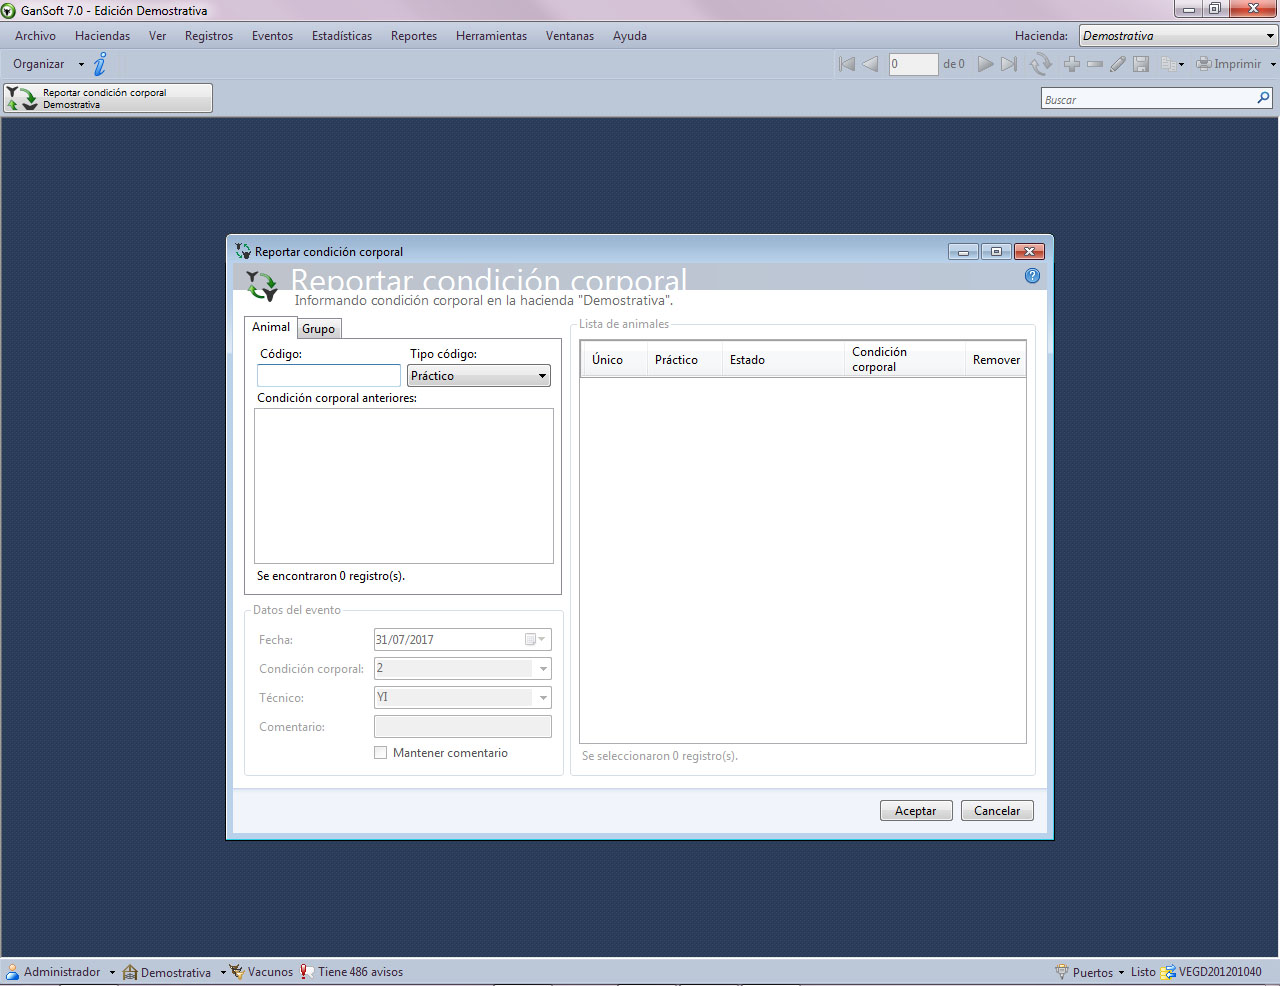 GanSoft 7.0 - Edición Demostrativa
Archivo Haciendas Ver Registros Eventos Estadísticas Reportes Herramientas Ventanas Ayuda Hacienda: Demostrativa
Organizar 0 de 0 Imprimir
Reportar condición corporal
Demostrativa
Buscar
Reportar condición corporal
Reportar condición corporal
Informando condición corporal en la hacienda "Demostrativa".
Animal Grupo
Código: Tipo código:
Práctico
Condición corporal anteriores:
Se encontraron 0 registro(s).
Datos del evento
Fecha: 31/07/2017
Condición corporal: 2
Técnico: YI
Comentario:
Mantener comentario
Lista de animales
Único Práctico Estado Condición corporal Remover
Se seleccionaron 0 registro(s).
Aceptar Cancelar
Administrador Demostrativa Vacunos Tiene 486 avisos Puertos Listo VEGD201201040